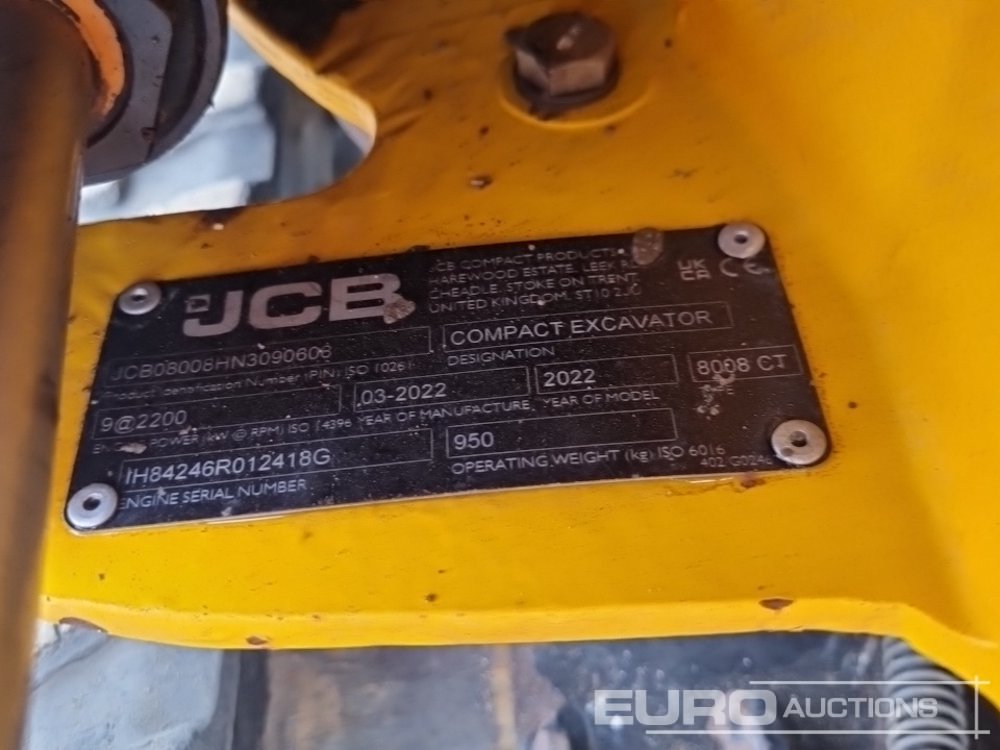 JCB
JCB COMPACT PRODUCTS
HAREWOOD ESTATE, LEEK
CHEADLE, STOKE ON TRENT
UNITED KINGDOM, ST10 2JG
UK
CA CE
JCB08008HN3090606
Product Identification Number (PIN) ISO 10261
COMPACT EXCAVATOR
DESIGNATION
9@2200
ENGINE POWER (kW @ RPM) ISO 14396
03-2022
YEAR OF MANUFACTURE
2022
YEAR OF MODEL
8008 CT
IH84246R012418G
ENGINE SERIAL NUMBER
950
OPERATING WEIGHT (kg) ISO 6016
EURO AUCTIONS